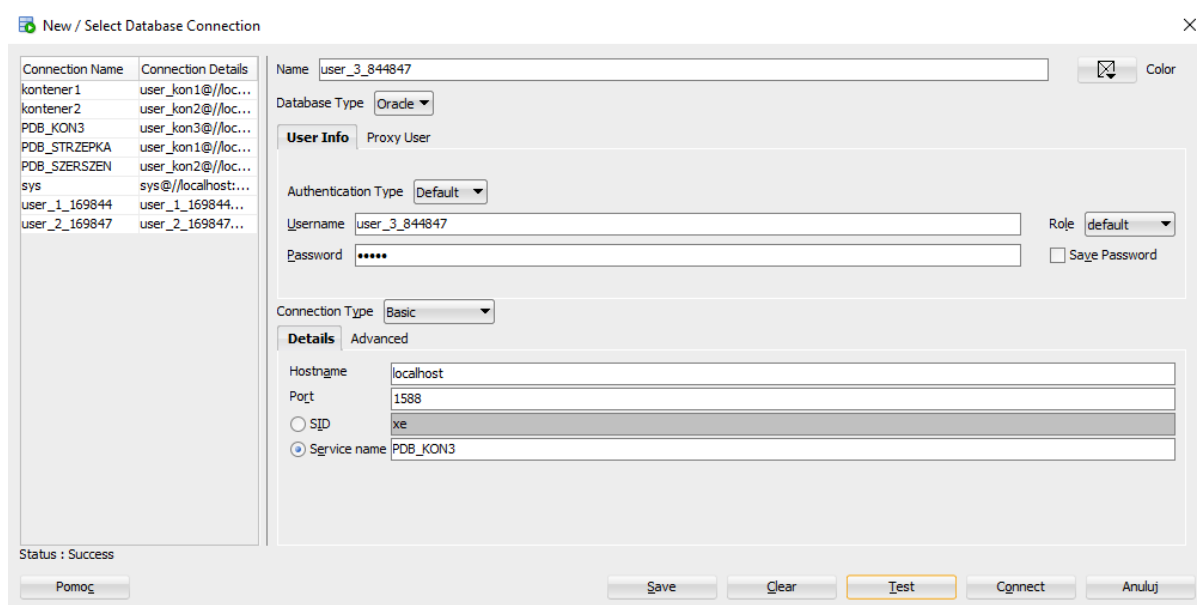 New / Select Database Connection
Connection Name Connection Details
kontener1 user_kon1@//loc...
kontener2 user_kon2@//loc...
PDB_KON3 user_kon3@//loc...
PDB_STRZEPKA user_kon1@//loc...
PDB_SZERSZEN user_kon2@//loc...
sys sys@//localhost:...
user_1_169844 user_1_169844...
user_2_169847 user_2_169847...
Name user_3_844847 Color
Database Type Oracle
User Info Proxy User
Authentication Type Default
Username user_3_844847 Role default
Password ••••• Save Password
Connection Type Basic
Details Advanced
Hostname localhost
Port 1588
SID xe
Service name PDB_KON3
Status : Success
Pomoc Save Clear Test Connect Anuluj